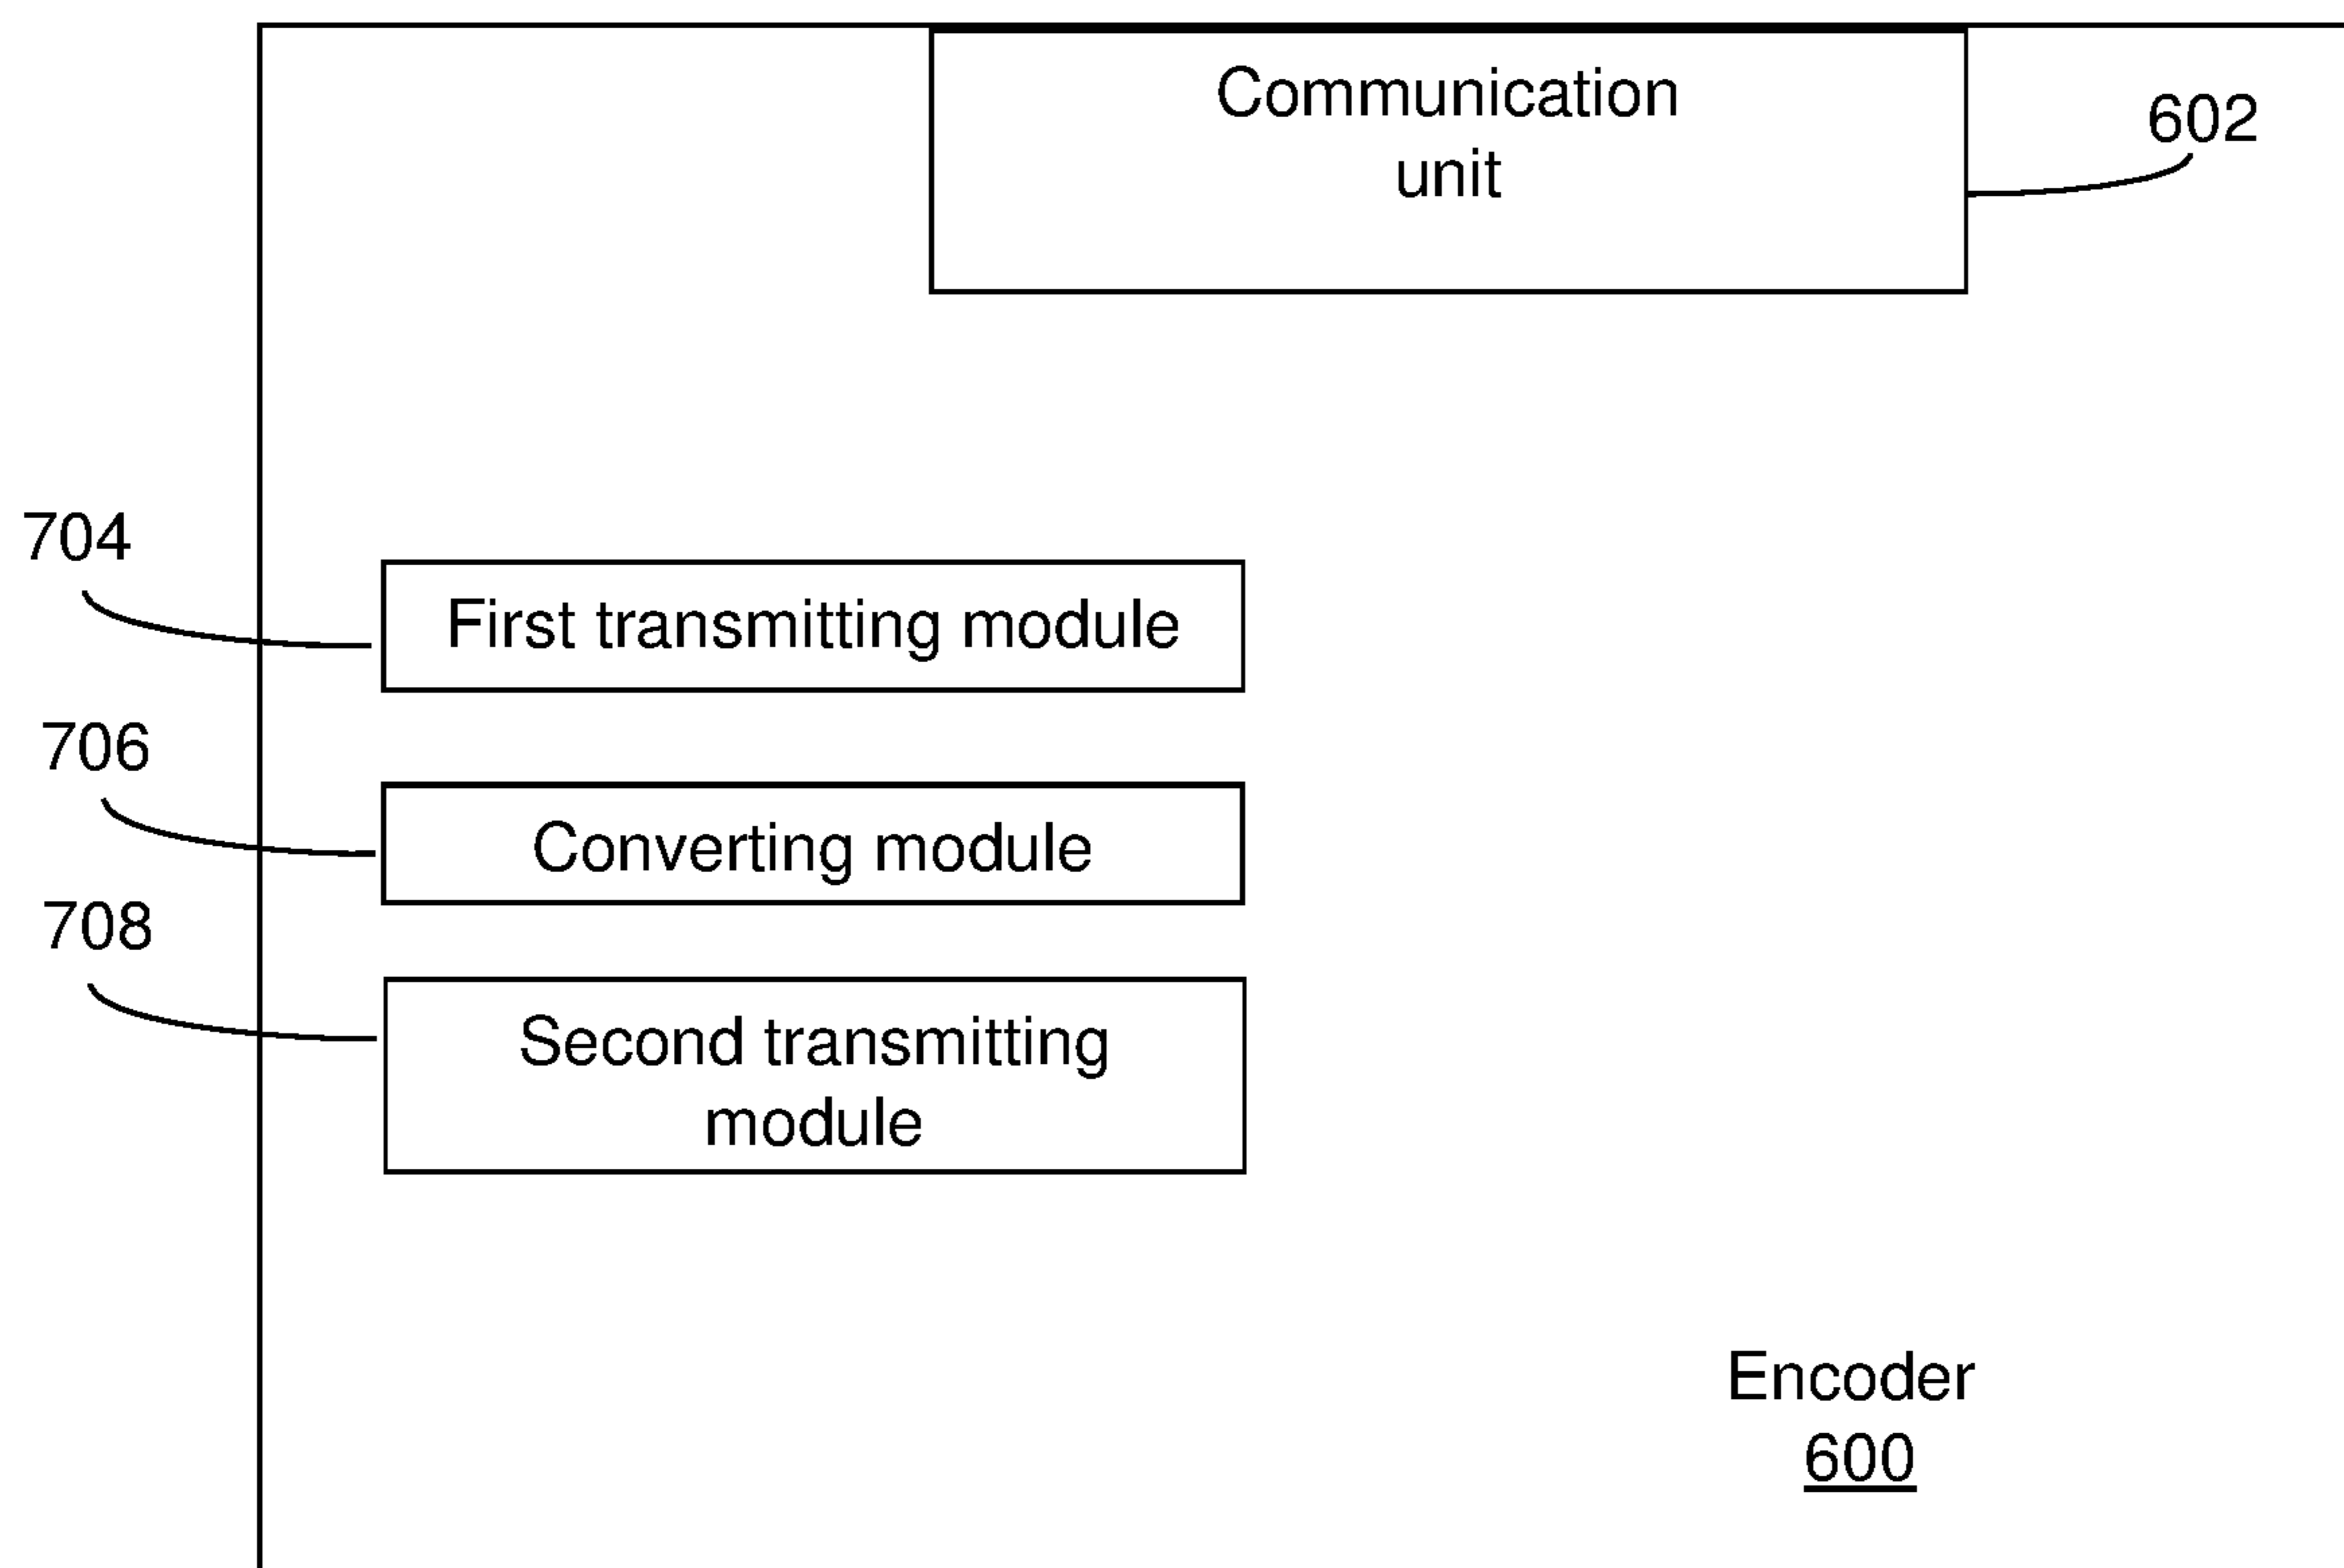 Communication
unit
602
704
First transmitting module
706
Converting module
708
Second transmitting
module
Encoder
600